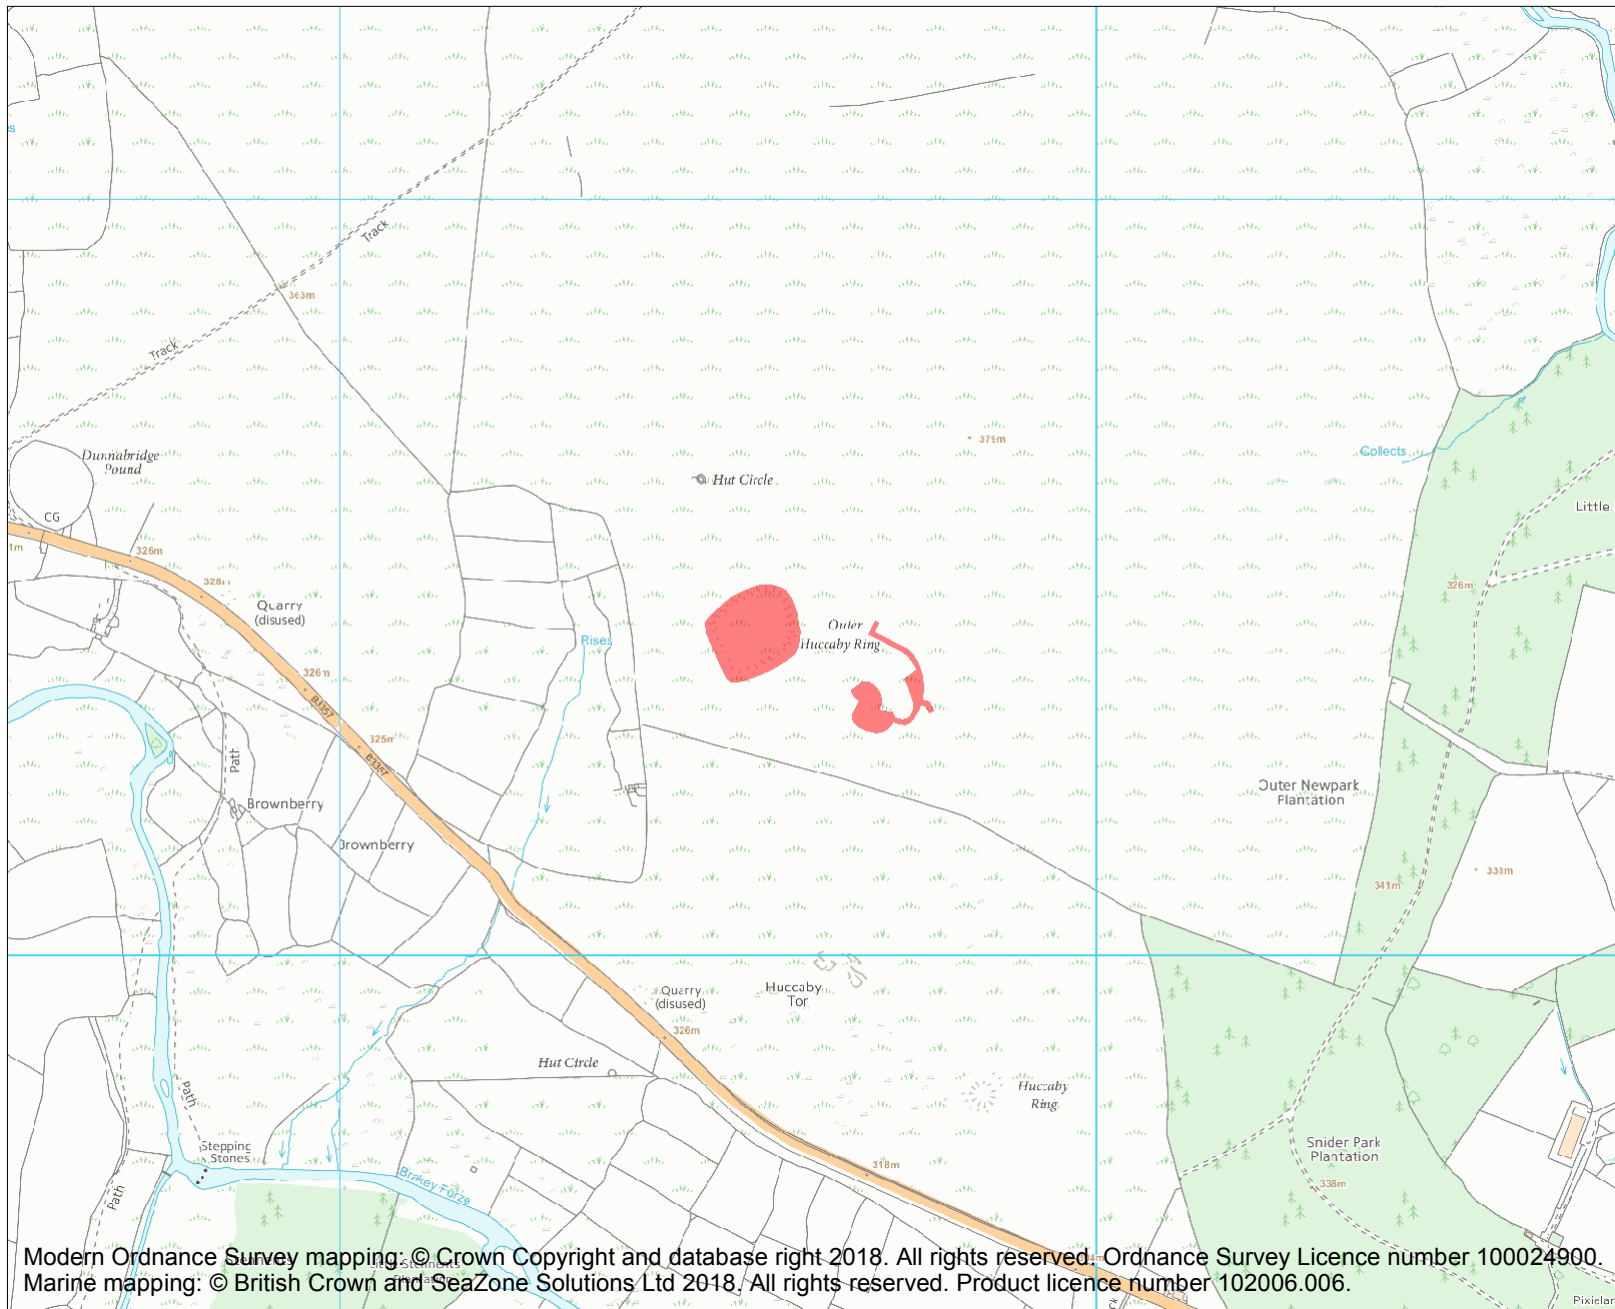 Track
363m
Track
379m
Dunnabridge
Pound
Collects
Hut Circle
CG
Little
326m
328m
326m
Quarry
(disused)
Outer
Huccaby Ring
Rises
326m
B3357
325m
B3357
Path
Outer Newpark
Plantation
Brownberry
Brownberry
338m
341m
Quarry
(disused)
Huccaby
Tor
326m
Hut Circle
Huccaby
Ring
Path
Stepping
Stones
Snider Park
Plantation
318m
338m
Brakey Furze
Path
Modern Ordnance Survey mapping: © Crown Copyright and database right 2018. All rights reserved. Ordnance Survey Licence number 100024900.
Marine mapping: © British Crown and SeaZone Solutions Ltd 2018. All rights reserved. Product licence number 102006.006.